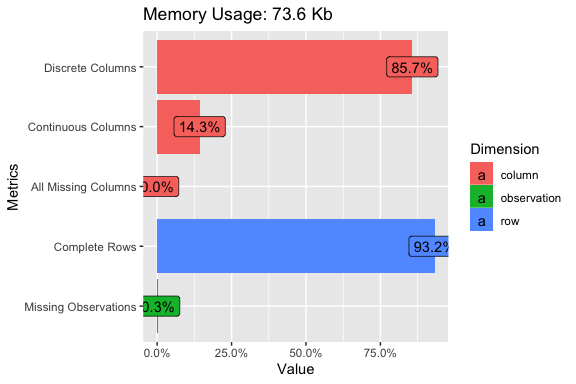 Memory Usage: 73.6 Kb
Metrics
Discrete Columns
85.7%
Continuous Columns
14.3%
All Missing Columns
0.0%
Complete Rows
93.2%
Missing Observations
0.3%
0.0%
25.0%
50.0%
75.0%
Value
Dimension
a column
a observation
a row